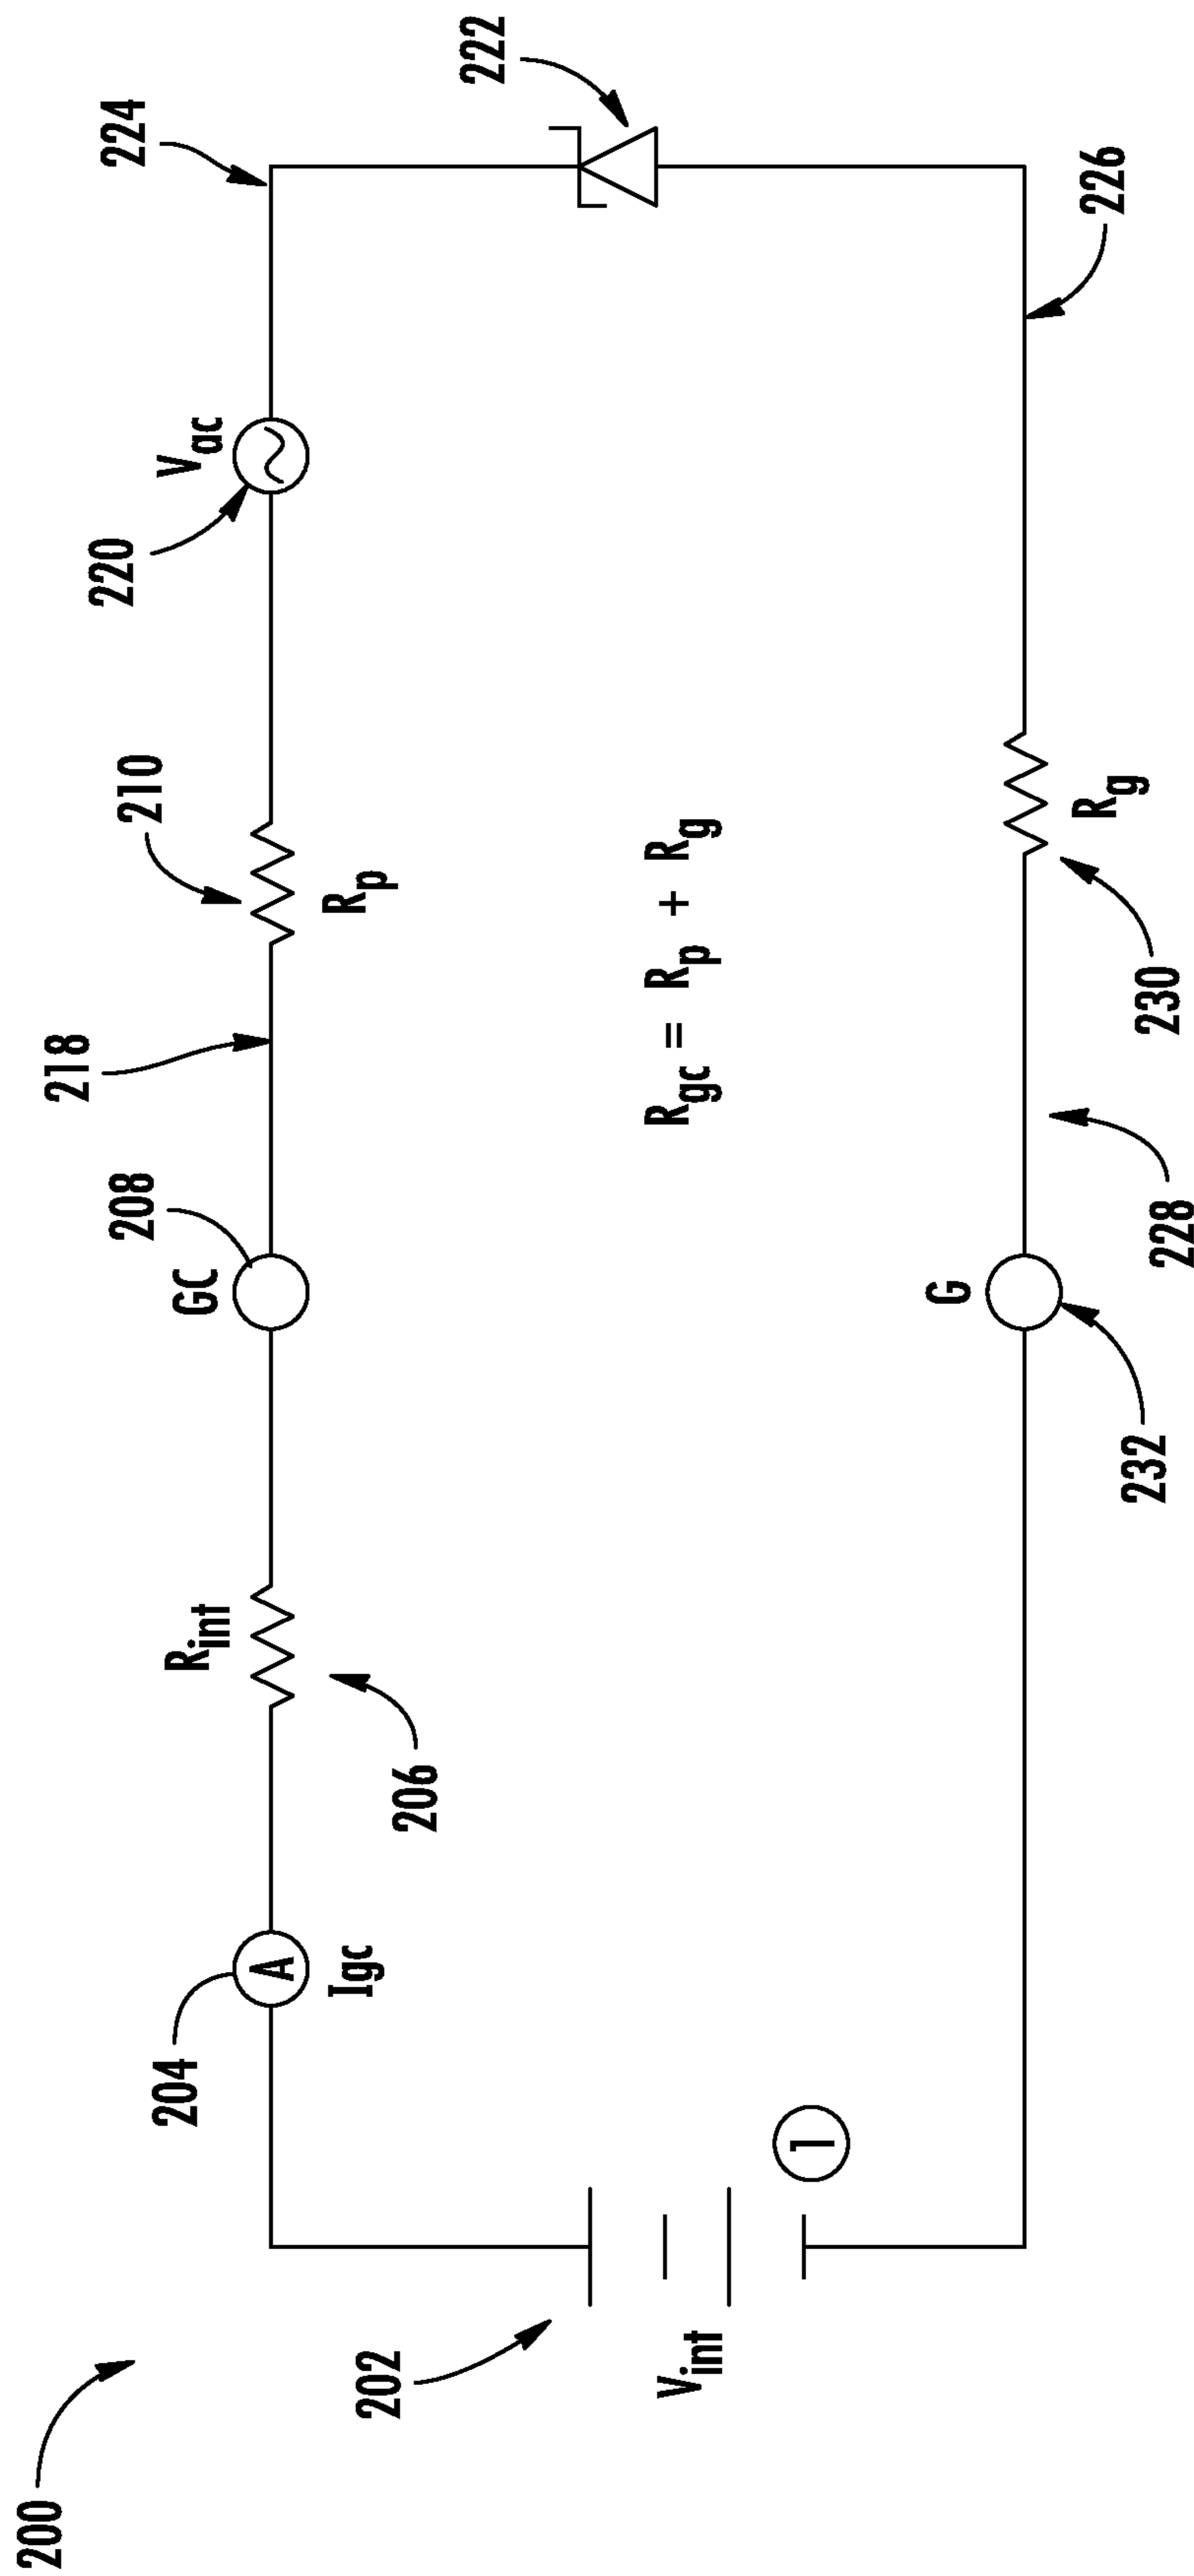 200
202
V_int
1
204
A
Igc
R_int
206
GC
208
218
210
R_p
V_ac
220
224
222
R_gc = R_p + R_g
226
R_g
230
228
G
232